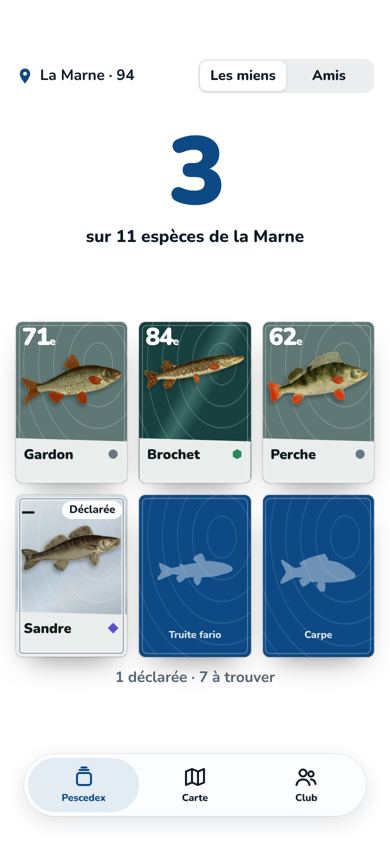 La Marne · 94
Les miens
Amis
3
sur 11 espèces de la Marne
71e
84e
62e
Gardon
Brochet
Perche
–
Déclarée
Sandre
Truite fario
Carpe
1 déclarée · 7 à trouver
Pescedex
Carte
Club